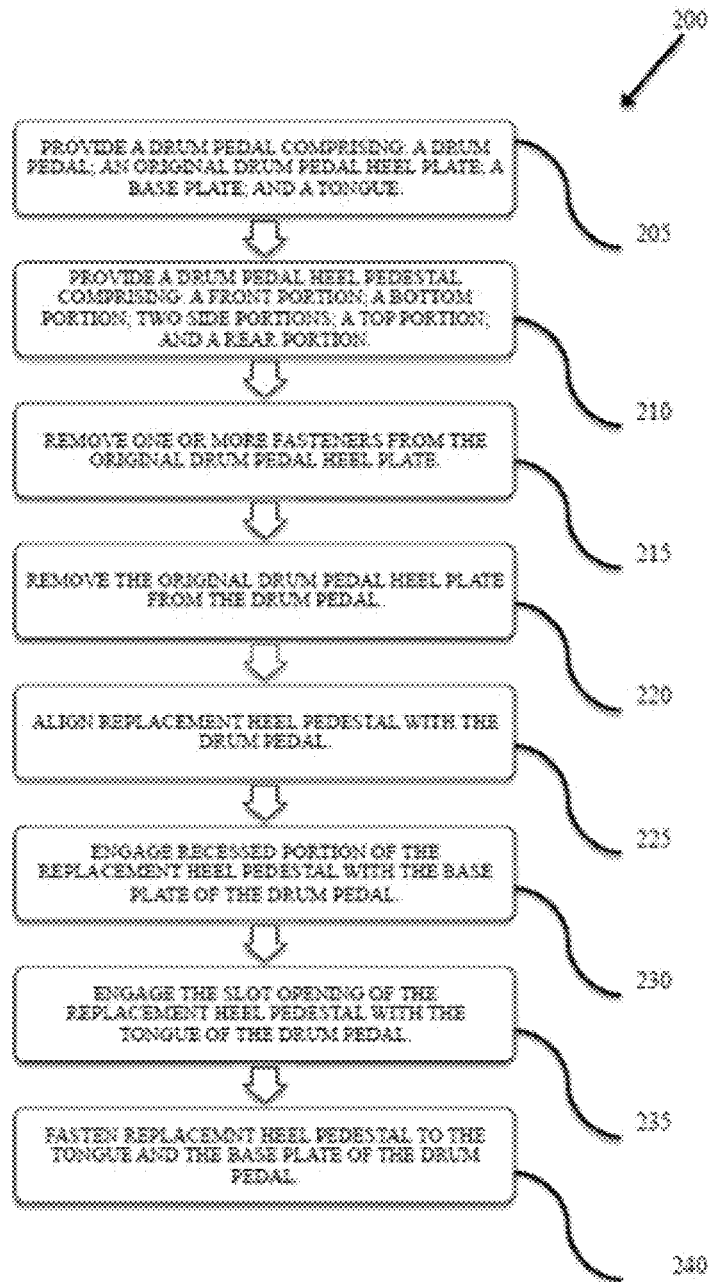 200
PROVIDE A DRUM PEDAL COMPRISING: A DRUM
PEDAL; AN ORIGINAL DRUM PEDAL HEEL PLATE; A
BASE PLATE; AND A TONGUE.
205
PROVIDE A DRUM PEDAL HEEL PEDESTAL
COMPRISING: A FRONT PORTION; A BOTTOM
PORTION; TWO SIDE PORTIONS; A TOP PORTION;
AND A REAR PORTION.
210
REMOVE ONE OR MORE FASTENERS FROM THE
ORIGINAL DRUM PEDAL HEEL PLATE.
215
REMOVE THE ORIGINAL DRUM PEDAL HEEL PLATE
FROM THE DRUM PEDAL.
220
ALIGN REPLACEMENT HEEL PEDESTAL WITH THE
DRUM PEDAL.
225
ENGAGE RECESSED PORTION OF THE
REPLACEMENT HEEL PEDESTAL WITH THE BASE
PLATE OF THE DRUM PEDAL.
230
ENGAGE THE SLOT OPENING OF THE
REPLACEMENT HEEL PEDESTAL WITH THE
TONGUE OF THE DRUM PEDAL.
235
FASTEN REPLACEMNT HEEL PEDESTAL TO THE
TONGUE AND THE BASE PLATE OF THE DRUM
PEDAL.
240